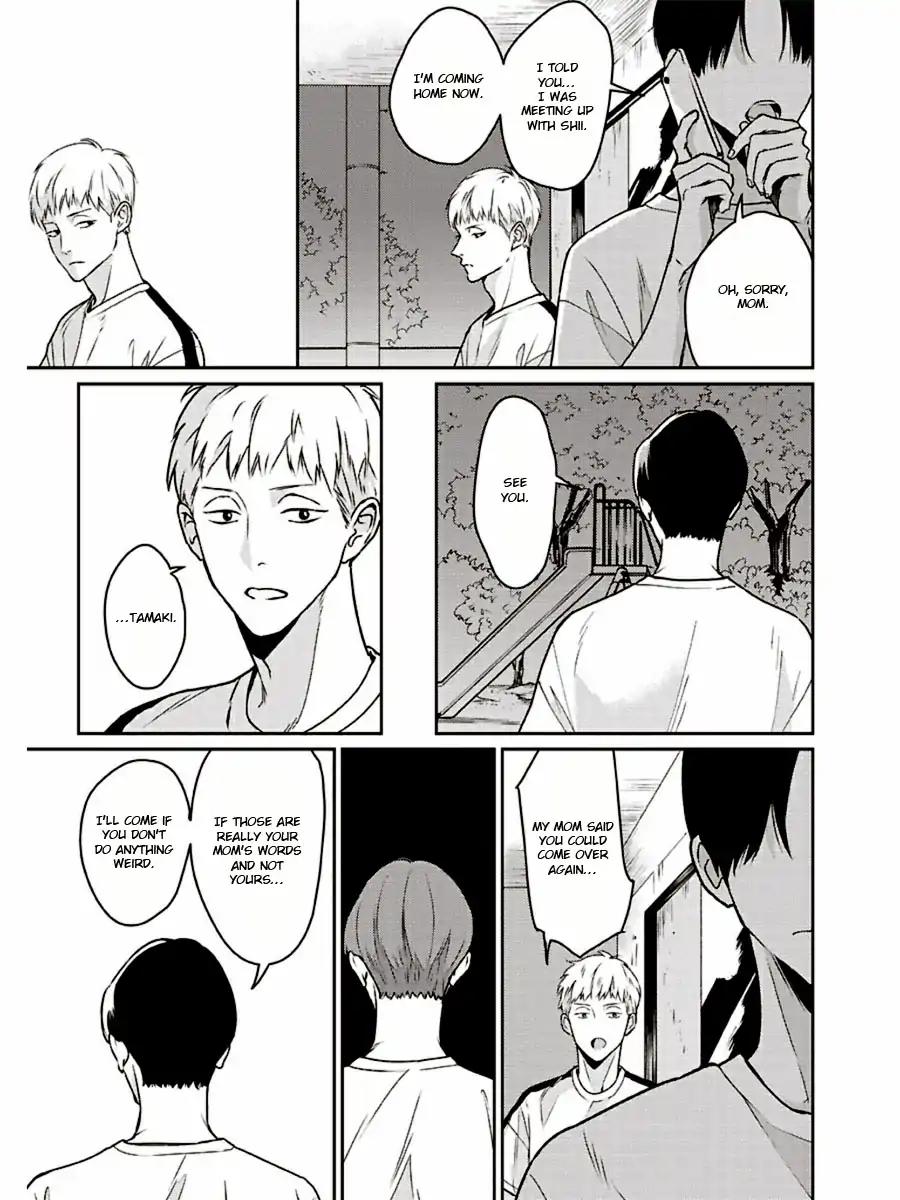 OH, SORRY,
MOM.
I TOLD
YOU...
I WAS
MEETING UP
WITH SHII.
I'M COMING
HOME NOW.
SEE
YOU.
...TAMAKI.
MY MOM SAID
YOU COULD
COME OVER
AGAIN...
IF THOSE ARE
REALLY YOUR
MOM'S WORDS
AND NOT
YOURS...
I'LL COME IF
YOU DON'T
DO ANYTHING
WEIRD.